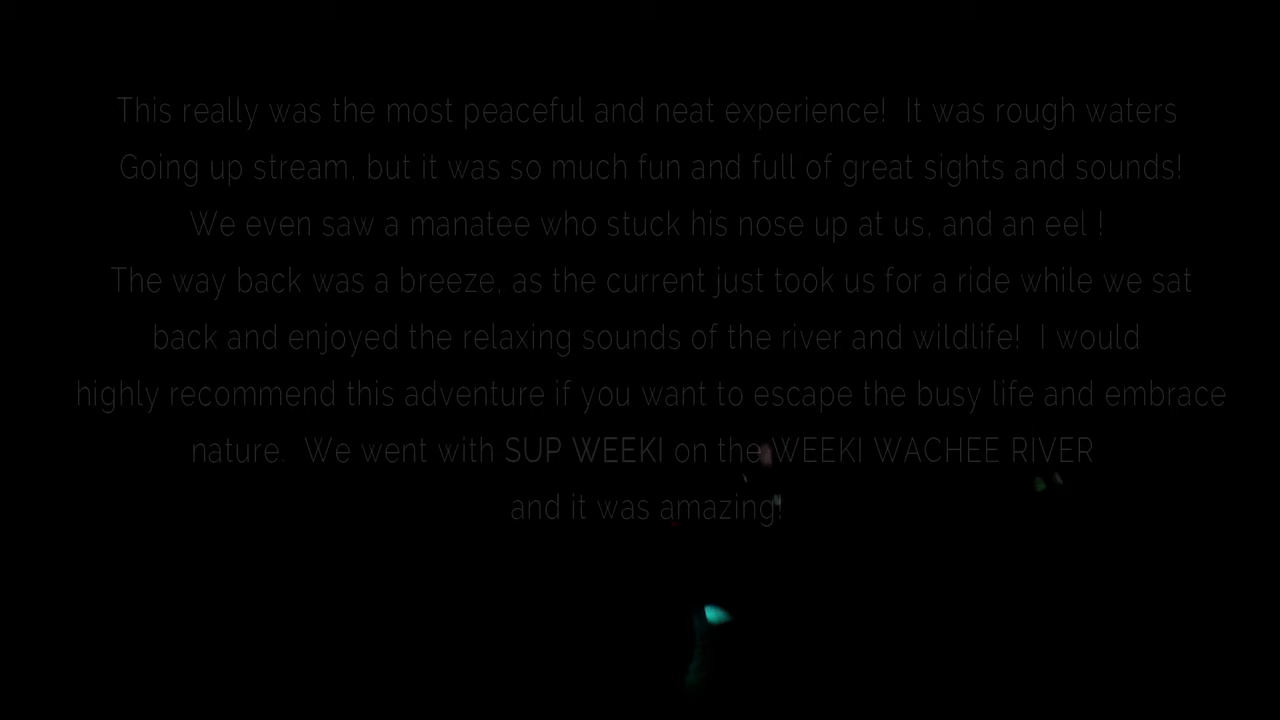 This really was the most peaceful and neat experience!  It was rough waters
Going up stream, but it was so much fun and full of great sights and sounds!
We even saw a manatee who stuck his nose up at us, and an eel !
The way back was a breeze, as the current just took us for a ride while we sat
back and enjoyed the relaxing sounds of the river and wildlife!  I would
highly recommend this adventure if you want to escape the busy life and embrace
nature.  We went with SUP WEEKI on the WEEKI WACHEE RIVER
and it was amazing!